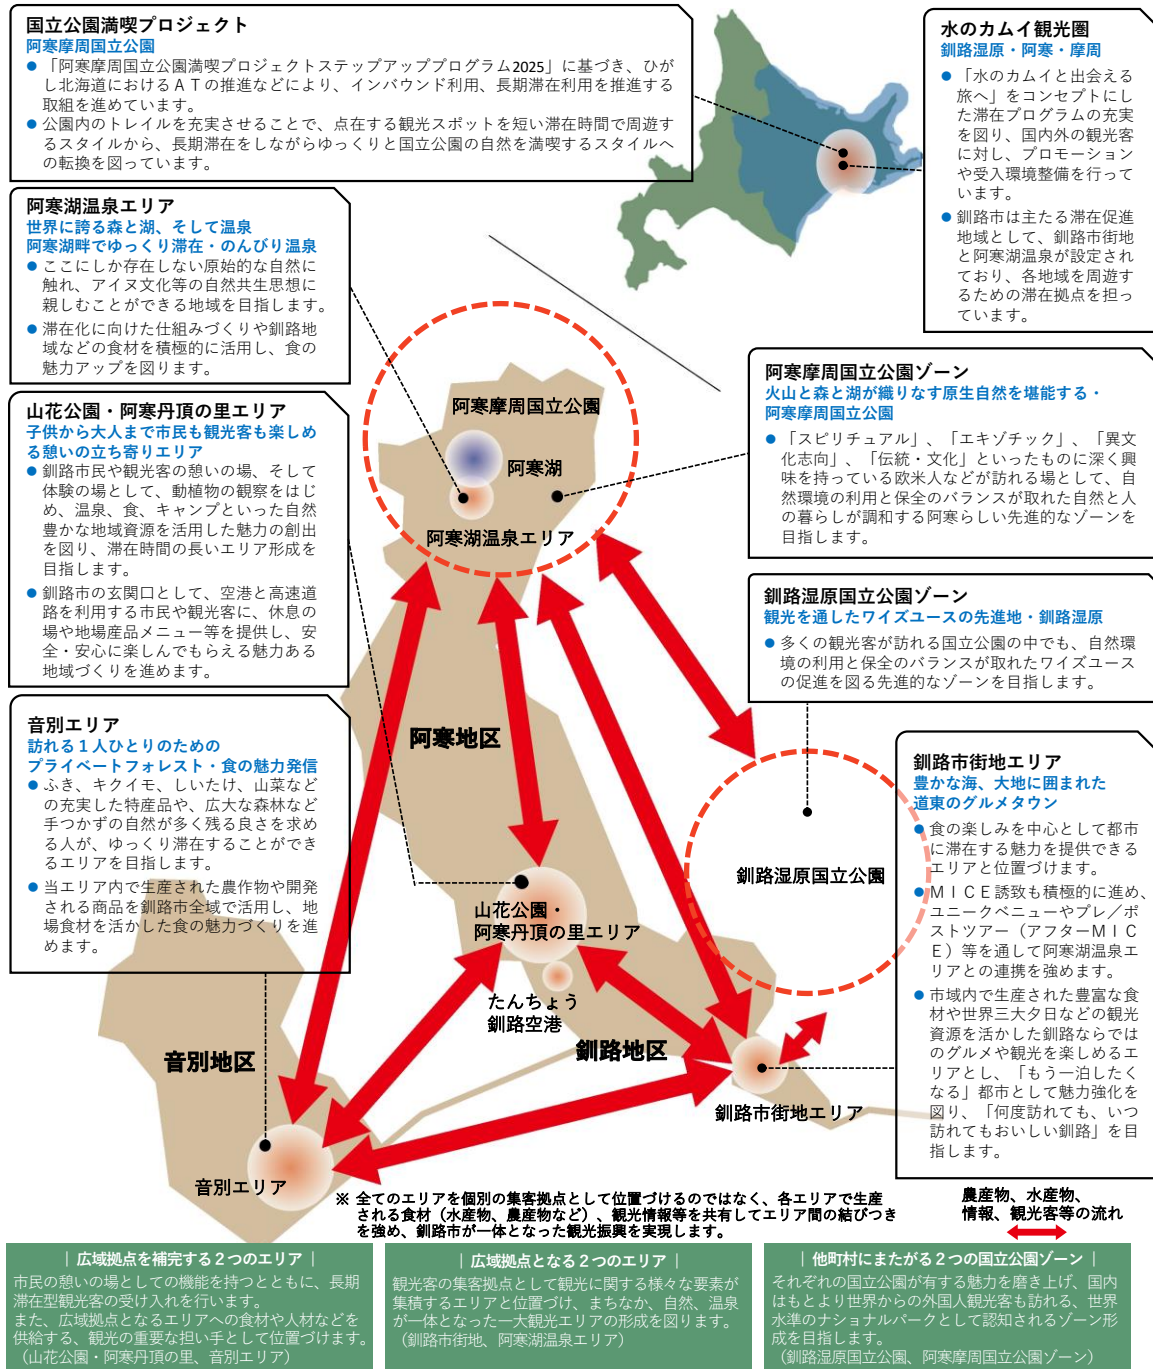 国立公園満喫プロジェクト
阿寒摩周国立公園
● 「阿寒摩周国立公園満喫プロジェクトステップアッププログラム2025」に基づき、ひが
し北海道におけるＡＴの推進などにより、インバウンド利用、長期滞在利用を推進する
取組を進めています。
● 公園内のトレイルを充実させることで、点在する観光スポットを短い滞在時間で周遊す
るスタイルから、長期滞在をしながらゆっくりと国立公園の自然を満喫するスタイルへ
の転換を図っています。
水のカムイ観光圏
釧路湿原・阿寒・摩周
● 「水のカムイと出会える
旅へ」をコンセプトにし
た滞在プログラムの充実
を図り、国内外の観光客
に対し、プロモーション
や受入環境整備を行って
います。
● 釧路市は主たる滞在促進
地域として、釧路市街地
と阿寒湖温泉が設定され
ており、各地域を周遊す
るための滞在拠点を担っ
ています。
阿寒湖温泉エリア
世界に誇る森と湖、そして温泉
阿寒湖畔でゆっくり滞在・のんびり温泉
● ここにしか存在しない原始的な自然に
触れ、アイヌ文化等の自然共生思想に
親しむことができる地域を目指します。
● 滞在化に向けた仕組みづくりや釧路地
域などの食材を積極的に活用し、食の
魅力アップを図ります。
山花公園・阿寒丹頂の里エリア
子供から大人まで市民も観光客も楽しめ
る憩いの立ち寄りエリア
● 釧路市民や観光客の憩いの場、そして
体験の場として、動植物の観察をはじ
め、温泉、食、キャンプといった自然
豊かな地域資源を活用した魅力の創出
を図り、滞在時間の長いエリア形成を
目指します。
● 釧路市の玄関口として、空港と高速道
路を利用する市民や観光客に、休息の
場や地場産品メニュー等を提供し、安
全・安心に楽しんでもらえる魅力ある
地域づくりを進めます。
音別エリア
訪れる１人ひとりのための
プライベートフォレスト・食の魅力発信
● ふき、キクイモ、しいたけ、山菜など
の充実した特産品や、広大な森林など
手つかずの自然が多く残る良さを求め
る人が、ゆっくり滞在することができ
るエリアを目指します。
● 当エリア内で生産された農作物や開発
される商品を釧路市全域で活用し、地
場食材を活かした食の魅力づくりを進
めます。
阿寒摩周国立公園ゾーン
火山と森と湖が織りなす原生自然を堪能する・
阿寒摩周国立公園
● 「スピリチュアル」、「エキゾチック」、「異文
化志向」、「伝統・文化」といったものに深く興
味を持っている欧米人などが訪れる場として、自
然環境の利用と保全のバランスが取れた自然と人
の暮らしが調和する阿寒らしい先進的なゾーンを
目指します。
釧路湿原国立公園ゾーン
観光を通したワイズユースの先進地・釧路湿原
● 多くの観光客が訪れる国立公園の中でも、自然環
境の利用と保全のバランスが取れたワイズユース
の促進を図る先進的なゾーンを目指します。
釧路市街地エリア
豊かな海、大地に囲まれた
道東のグルメタウン
● 食の楽しみを中心として都市
に滞在する魅力を提供できる
エリアと位置づけます。
● ＭＩＣＥ誘致も積極的に進め、
ユニークベニューやプレ／ポ
ストツアー（アフターＭＩＣ
Ｅ）等を通して阿寒湖温泉エ
リアとの連携を強めます。
● 市域内で生産された豊富な食
材や世界三大夕日などの観光
資源を活かした釧路ならでは
のグルメや観光を楽しめるエ
リアとし、「もう一泊したく
なる」都市として魅力強化を
図り、「何度訪れても、いつ
訪れてもおいしい釧路」を目
指します。
阿寒摩周国立公園
阿寒湖
阿寒湖温泉エリア
阿寒地区
釧路湿原国立公園
山花公園・
阿寒丹頂の里エリア
たんちょう
釧路空港
釧路地区
音別地区
釧路市街地エリア
音別エリア
※ 全てのエリアを個別の集客拠点として位置づけるのではなく、各エリアで生産
される食材（水産物、農産物など）、観光情報等を共有してエリア間の結びつき
を強め、釧路市が一体となった観光振興を実現します。
農産物、水産物、
情報、観光客等の流れ
｜広域拠点を補完する２つのエリア｜
市民の憩いの場としての機能を持つとともに、長期
滞在型観光客の受け入れを行います。
また、広域拠点となるエリアへの食材や人材などを
供給する、観光の重要な担い手として位置づけます。
（山花公園・阿寒丹頂の里、音別エリア）
｜広域拠点となる２つのエリア｜
観光客の集客拠点として観光に関する様々な要素が
集積するエリアと位置づけ、まちなか、自然、温泉
が一体となった一大観光エリアの形成を図ります。
（釧路市街地、阿寒湖温泉エリア）
｜他町村にまたがる２つの国立公園ゾーン｜
それぞれの国立公園が有する魅力を磨き上げ、国内
はもとより世界からの外国人観光客も訪れる、世界
水準のナショナルパークとして認知されるゾーン形
成を目指します。
（釧路湿原国立公園、阿寒摩周国立公園ゾーン）